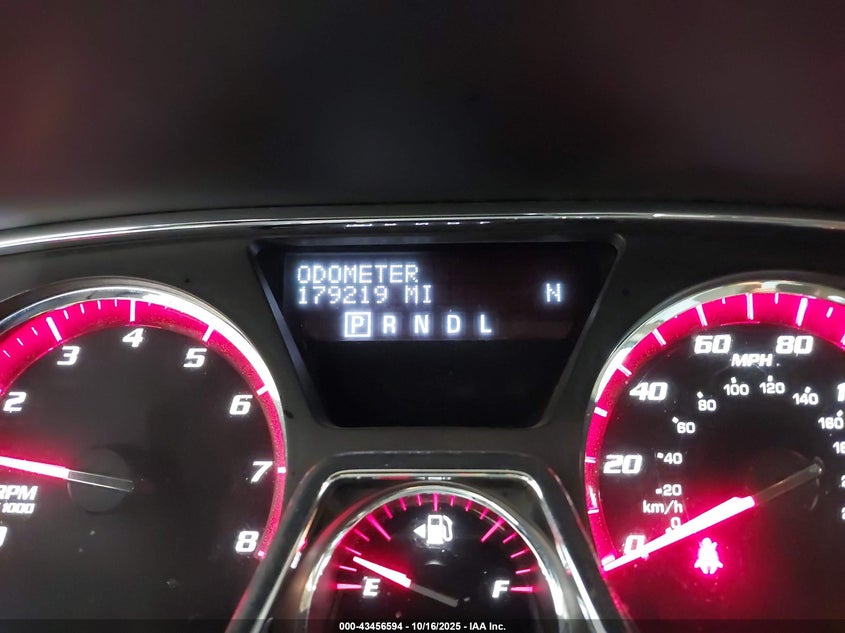 ODOMETER
179219 MI N
P R N D L
2 3 4 5 6 7 8
RPM
1000
E F
0 20 40 60 80
MPH
0 20 40 60 80 100 120 140 160
km/h
000-43456594 - 10/16/2025 - IAA Inc.